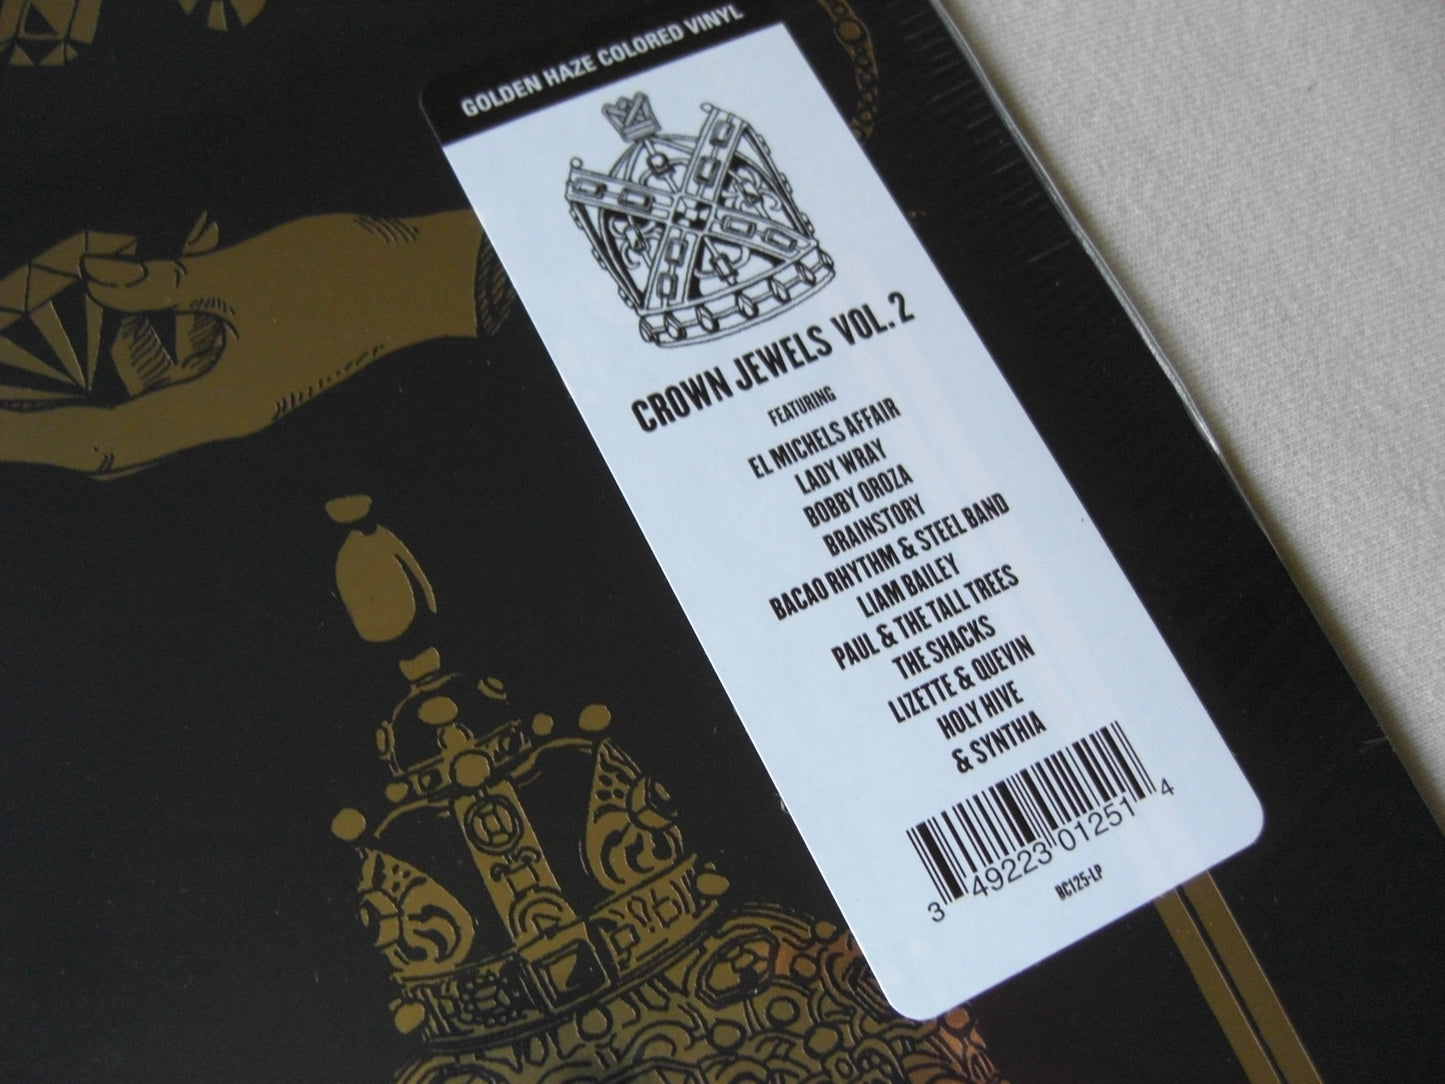 GOLDEN HAZE COLORED VINYL
CROWN JEWELS VOL. 2
FEATURING
EL MICHELS AFFAIR
LADY WRAY
BOBBY OROZA
BRAINSTORY
BACAO RHYTHM & STEEL BAND
LIAM BAILEY
PAUL & THE TALL TREES
THE SHACKS
LIZETTE & QUEVIN
HOLY HIVE
& SYNTHIA
3 49223 01251 4
BC125-LP